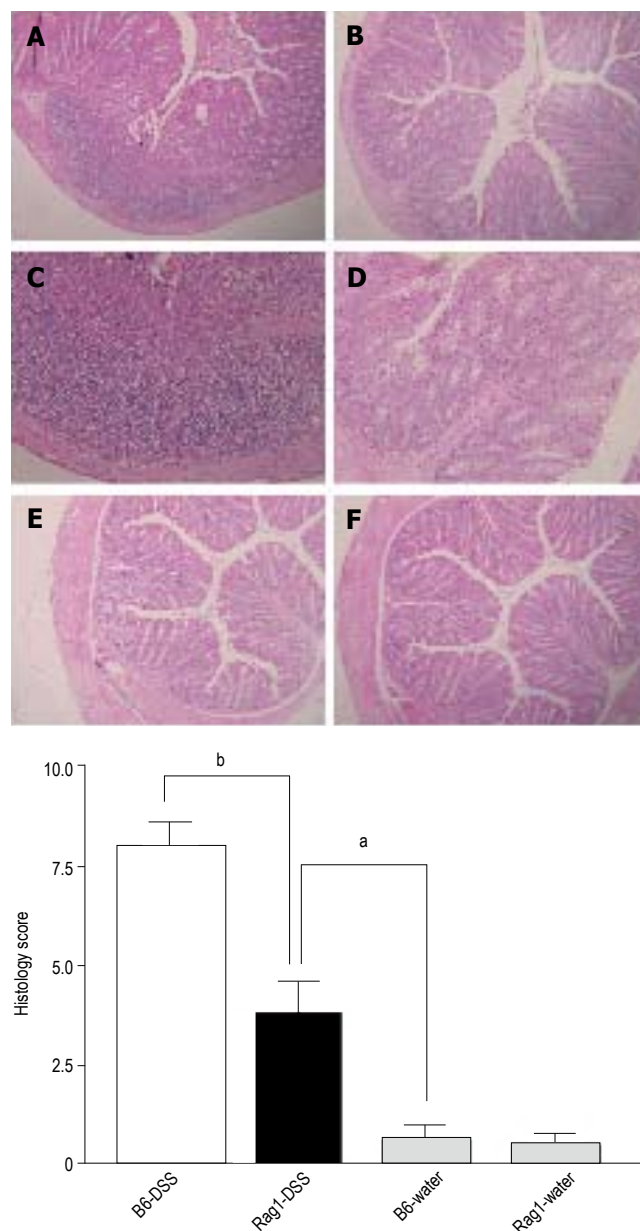 A
B
C
D
E
F
10.0
b
a
7.5
5.0
2.5
0
Histology score
B6-DSS
Rag1-DSS
B6-water
Rag1-water